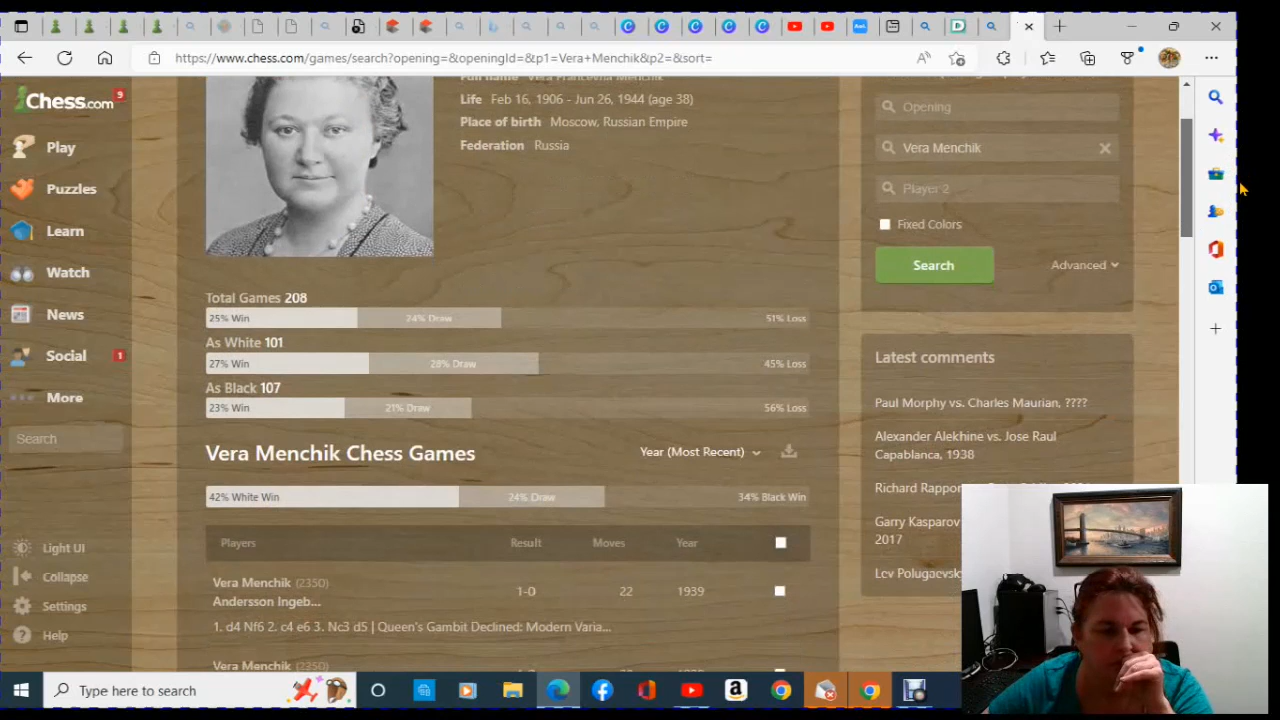 https://www.chess.com/games/search?opening=&openingId=&p1=Vera+Menchik&p2=&sort=
Chess.com
9
Play
Puzzles
Learn
Watch
News
Social
1
More
Search
Light UI
Collapse
Settings
Help
Full name Vera Francevna Menchik
Life Feb 16, 1906 - Jun 26, 1944 (age 38)
Place of birth Moscow, Russian Empire
Federation Russia
Total Games 208
25% Win 24% Draw 51% Loss
As White 101
27% Win 28% Draw 45% Loss
As Black 107
23% Win 21% Draw 56% Loss
Vera Menchik Chess Games
Year (Most Recent)
42% White Win 24% Draw 34% Black Win
Players Result Moves Year
Vera Menchik (2350)
Andersson Ingeb...
1-0 22 1939
1. d4 Nf6 2. c4 e6 3. Nc3 d5 | Queen's Gambit Declined: Modern Varia...
Vera Menchik (2350)
Opening
Vera Menchik
Player 2
Fixed Colors
Search
Advanced
Latest comments
Paul Morphy vs. Charles Maurian, ????
Alexander Alekhine vs. Jose Raul
Capablanca, 1938
Richard Rappor
Garry Kasparov
2017
Lev Polugaevsk
Type here to search